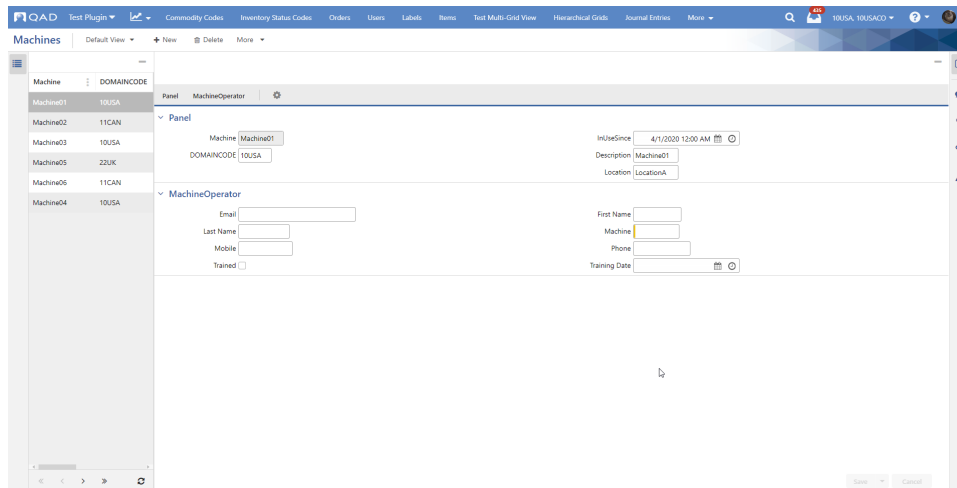 QAD Test Plugin Commodity Codes Inventory Status Codes Orders Users Labels Items Test Multi-Grid View Hierarchical Grids Journal Entries More 435 10USA, 10USACO ?
Machines Default View + New Delete More
Machine DOMAINCODE
Machine01 10USA
Machine02 11CAN
Machine03 10USA
Machine05 22UK
Machine06 11CAN
Machine04 10USA
Panel MachineOperator
Panel
Machine Machine01 InUseSince 4/1/2020 12:00 AM
DOMAINCODE 10USA Description Machine01
Location LocationA
MachineOperator
Email First Name
Last Name Machine
Mobile Phone
Trained Training Date
Save Cancel